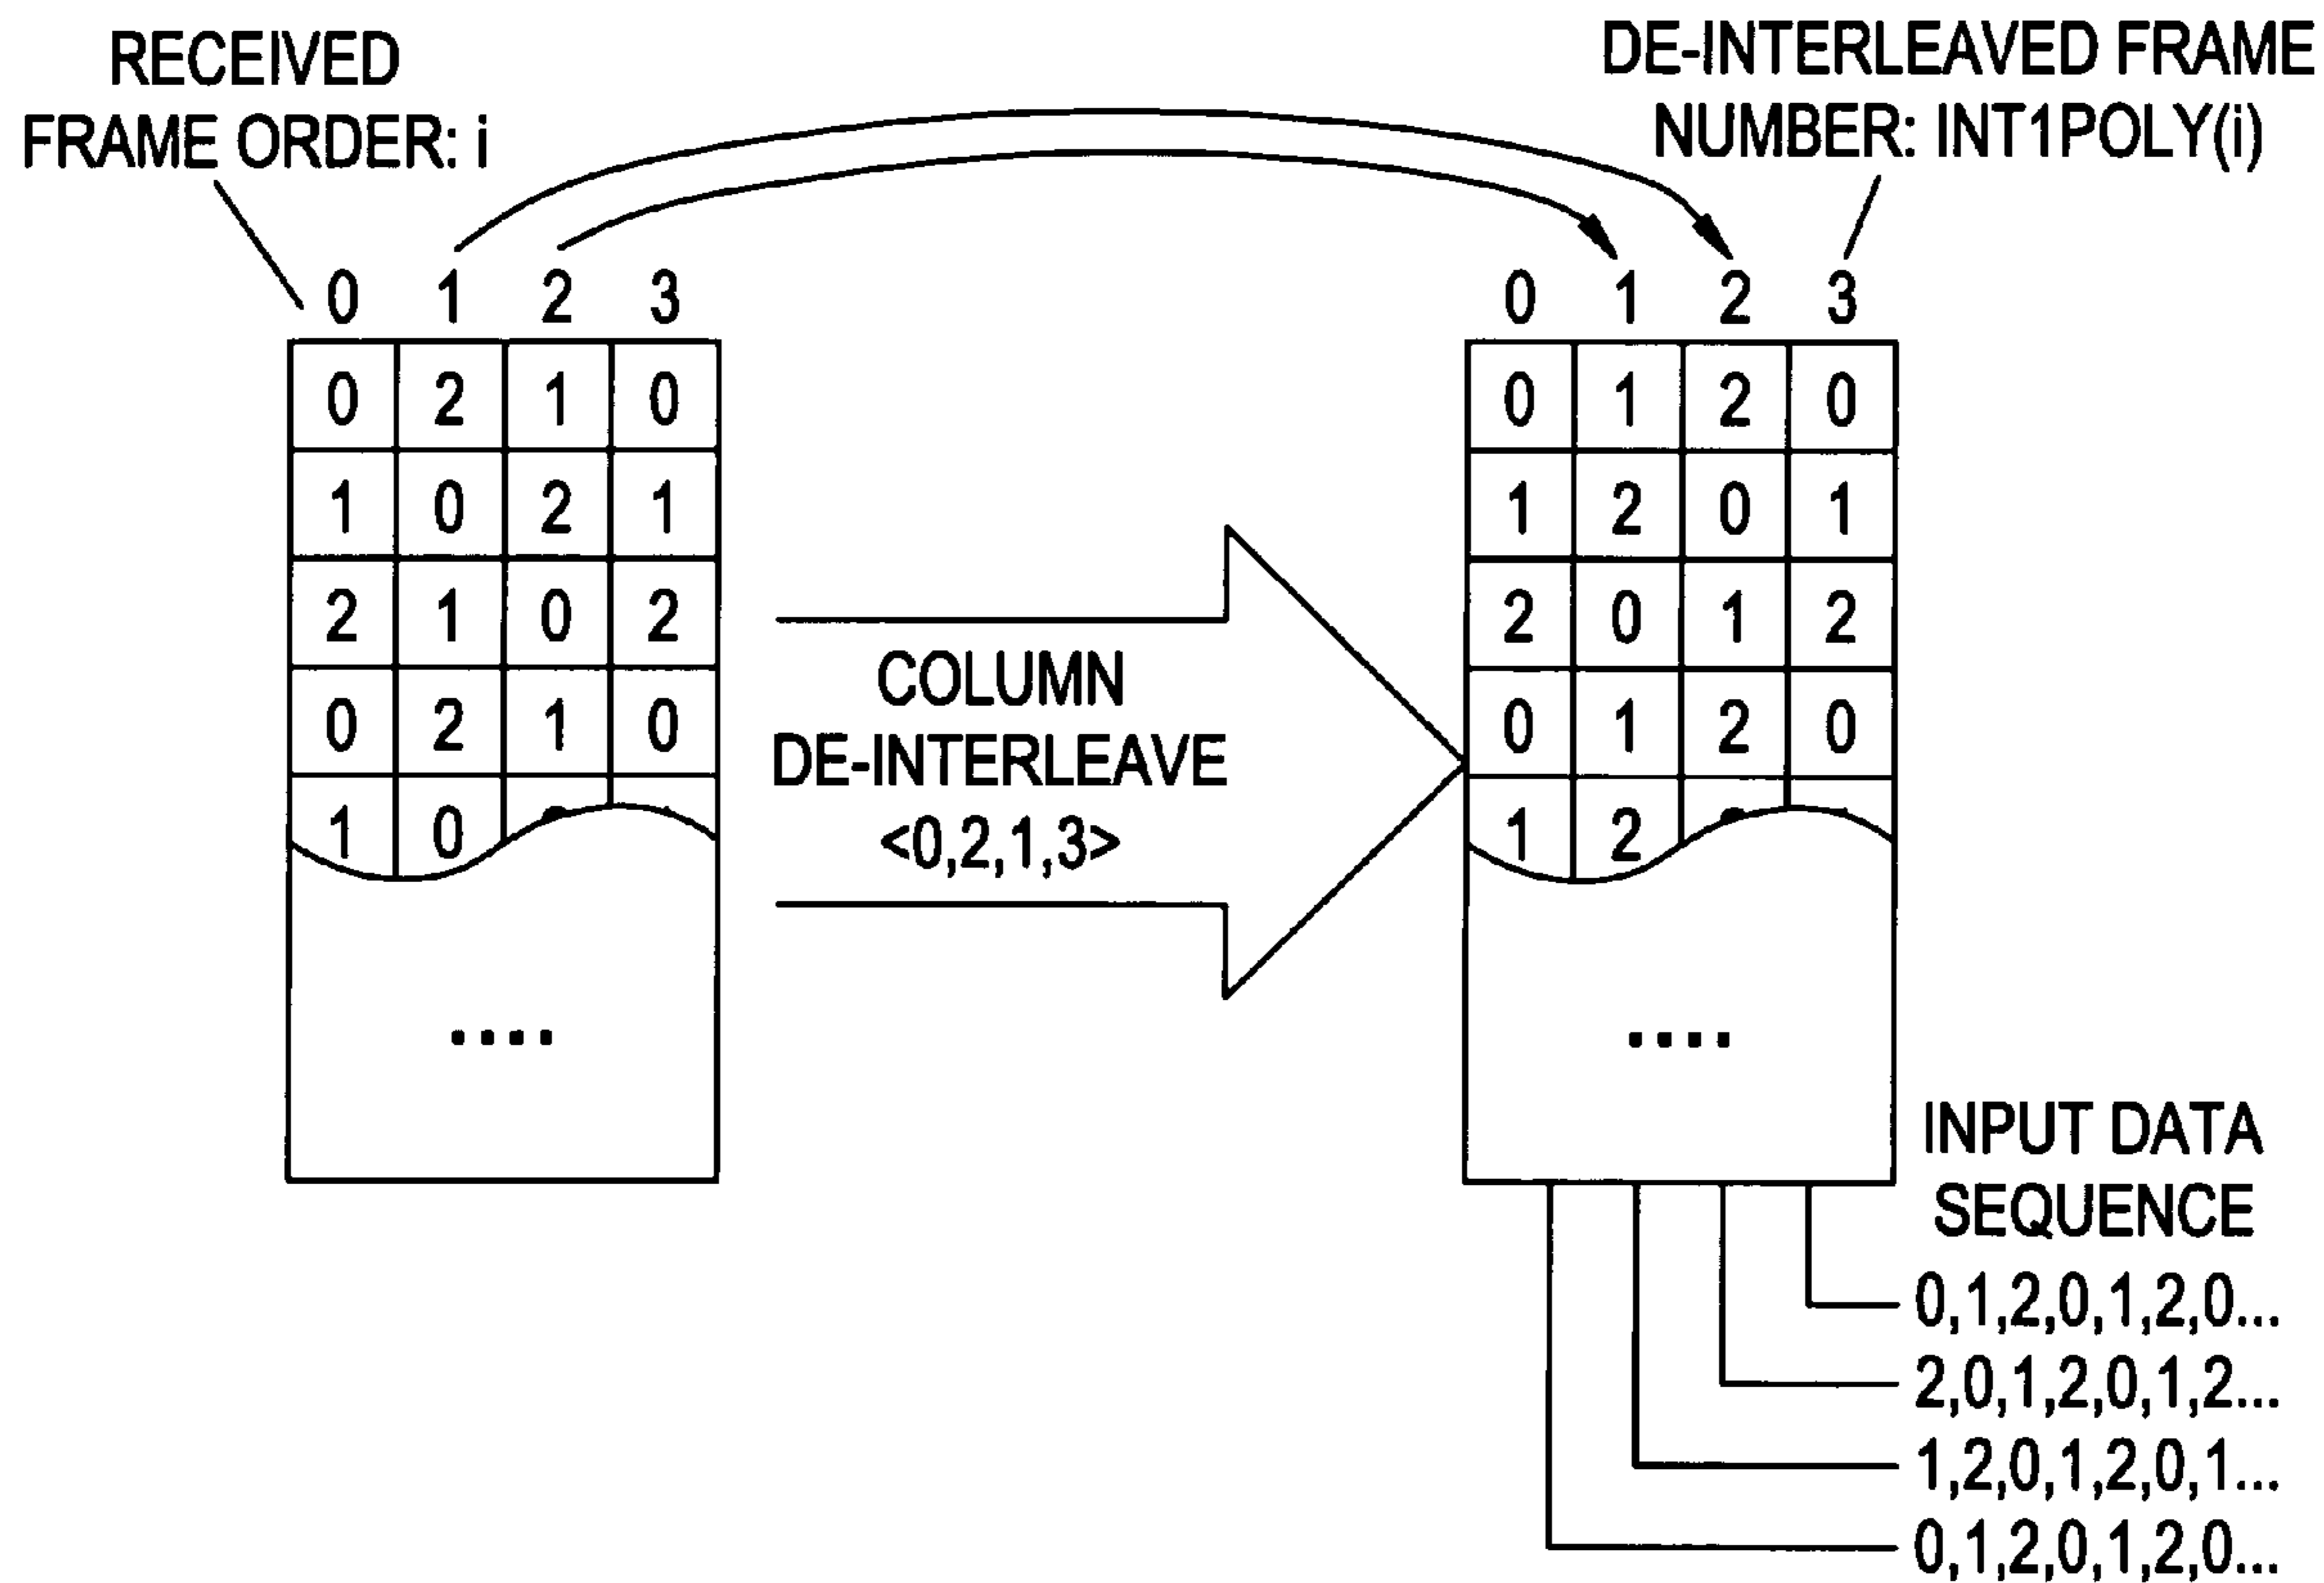 RECEIVED
FRAME ORDER: i
DE-INTERLEAVED FRAME
NUMBER: INT1POLY(i)
0 1 2 3
0 2 1 0
1 0 2 1
2 1 0 2
0 2 1 0
1 0
....
COLUMN
DE-INTERLEAVE
<0,2,1,3>
0 1 2 3
0 1 2 0
1 2 0 1
2 0 1 2
0 1 2 0
1 2
....
INPUT DATA
SEQUENCE
0,1,2,0,1,2,0...
2,0,1,2,0,1,2...
1,2,0,1,2,0,1...
0,1,2,0,1,2,0...